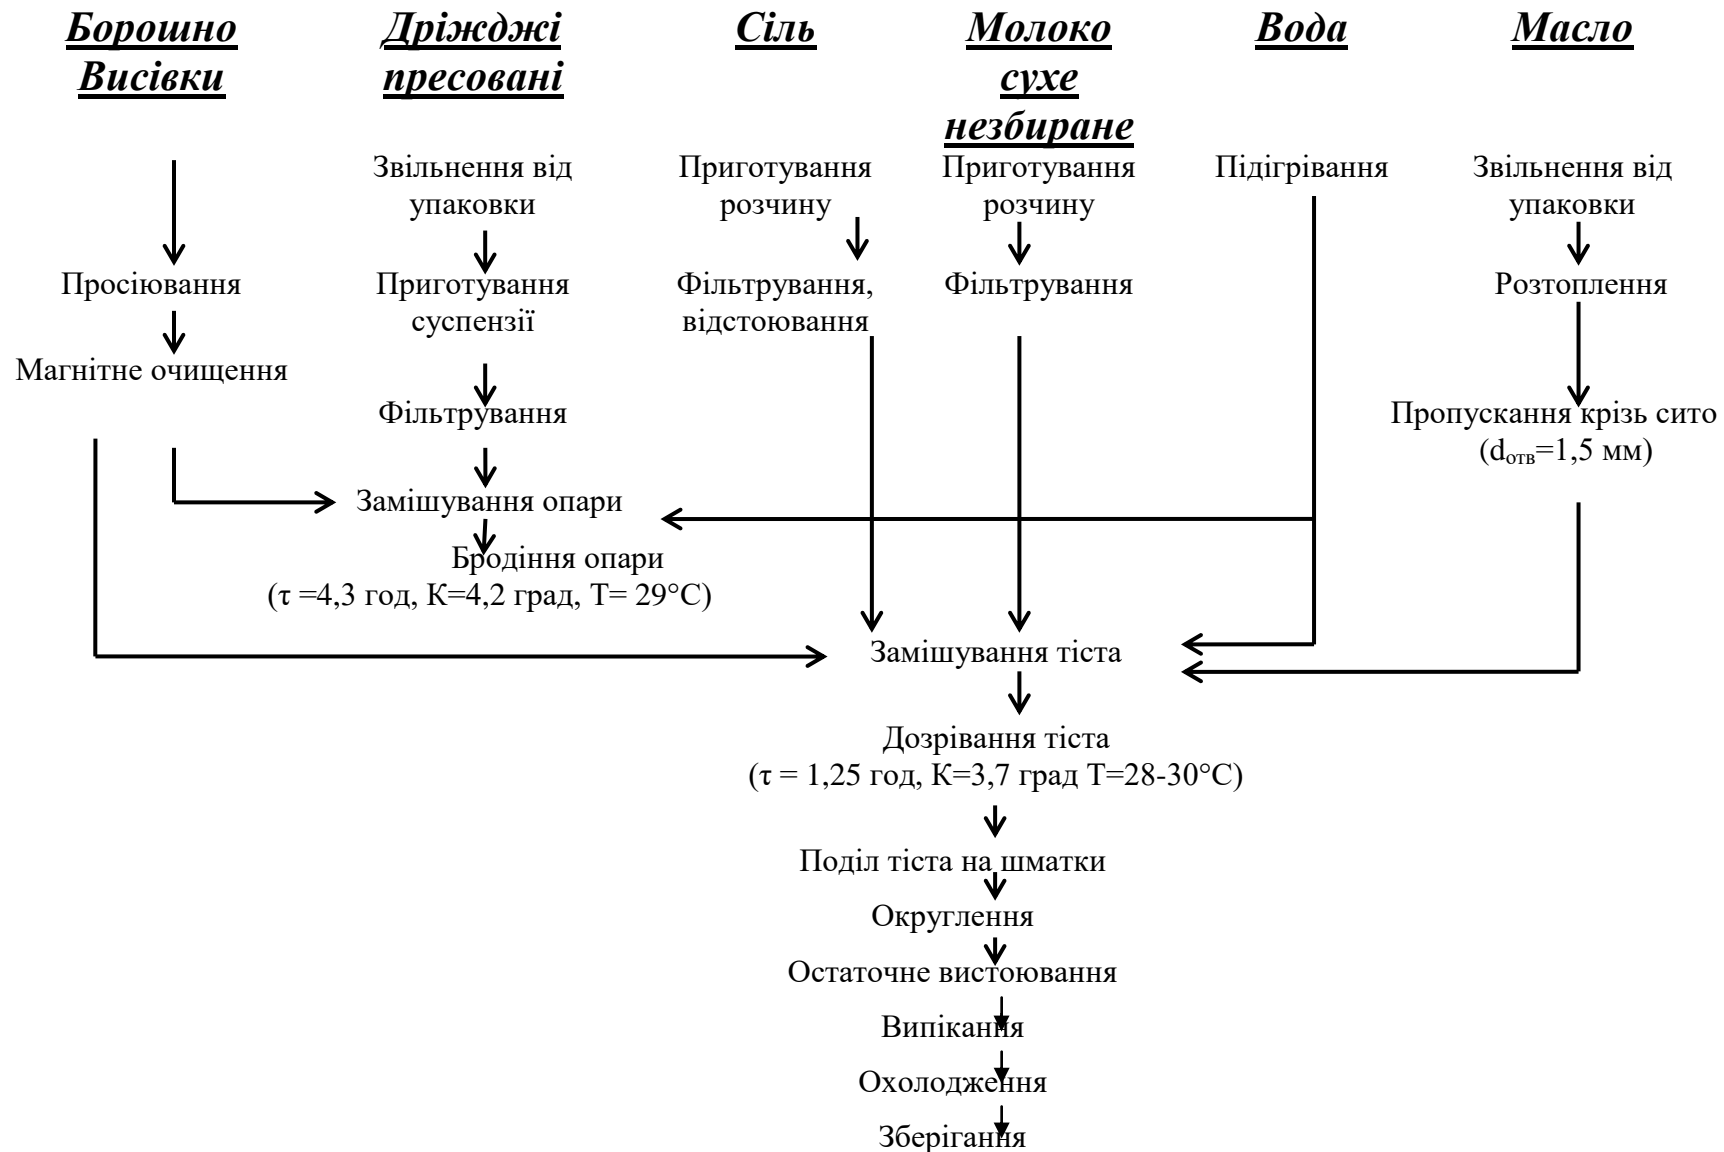 Борошно
Висівки
Дріжджі
пресовані
Сіль
Молоко
сухе
незбиране
Вода
Масло
Звільнення від
упаковки
Приготування
розчину
Приготування
розчину
Підігрівання
Звільнення від
упаковки
Просіювання
Приготування
суспензії
Фільтрування,
відстоювання
Фільтрування
Розтоплення
Магнітне очищення
Фільтрування
Пропускання крізь сито
(dотв=1,5 мм)
Замішування опари
Бродіння опари
(τ =4,3 год, К=4,2 град, Т= 29°С)
Замішування тіста
Дозрівання тіста
(τ = 1,25 год, К=3,7 град Т=28-30°С)
Поділ тіста на шматки
Округлення
Остаточне вистоювання
Випікання
Охолодження
Зберігання